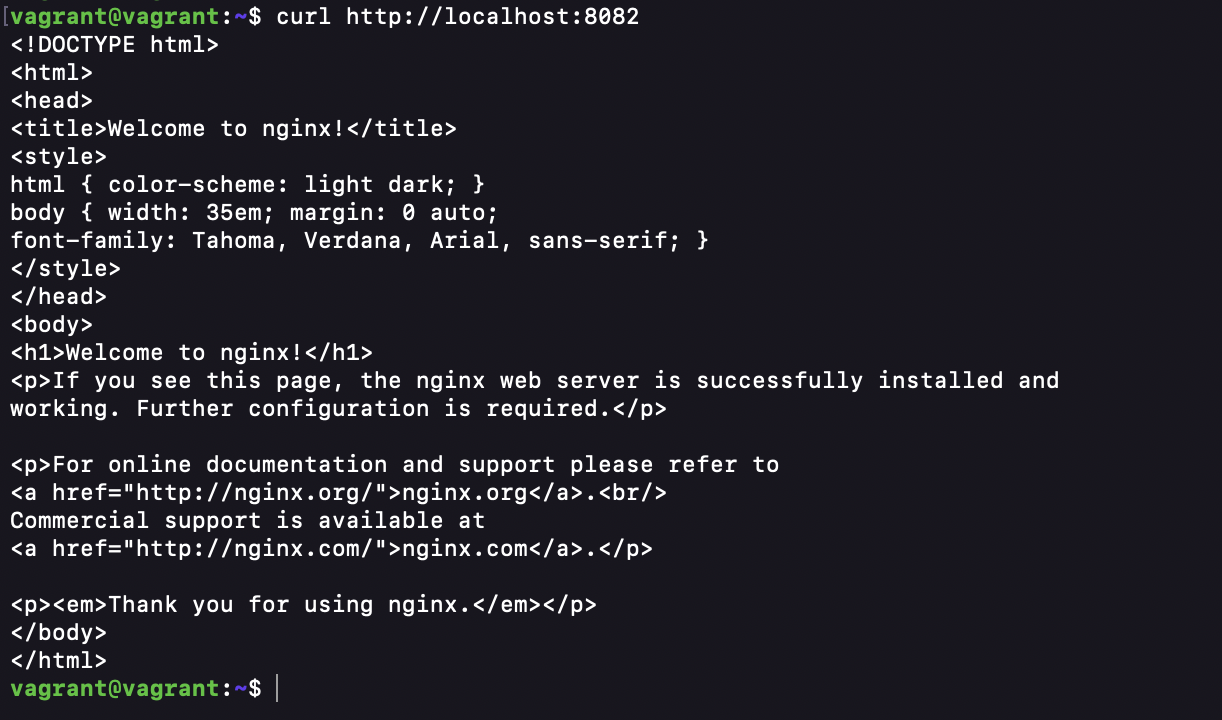 [vagrant@vagrant:~$ curl http://localhost:8082
<!DOCTYPE html>
<html>
<head>
<title>Welcome to nginx!</title>
<style>
html { color-scheme: light dark; }
body { width: 35em; margin: 0 auto;
font-family: Tahoma, Verdana, Arial, sans-serif; }
</style>
</head>
<body>
<h1>Welcome to nginx!</h1>
<p>If you see this page, the nginx web server is successfully installed and
working. Further configuration is required.</p>

<p>For online documentation and support please refer to
<a href="http://nginx.org/">nginx.org</a>.<br/>
Commercial support is available at
<a href="http://nginx.com/">nginx.com</a>.</p>

<p><em>Thank you for using nginx.</em></p>
</body>
</html>
vagrant@vagrant:~$